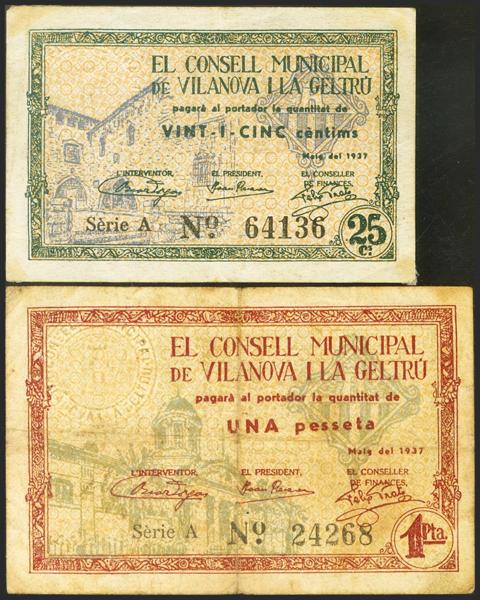 EL CONSELL MUNICIPAL
DE VILANOVA I LA GELTRÚ
pagarà al portador la quantitat de
VINT-I-CINC cèntims
Maig del 1937
L'INTERVENTOR, EL PRESIDENT, EL CONSELLER
DE FINANCES,
Sèrie A Nº 64136 25
Cs
EL CONSELL MUNICIPAL
DE VILANOVA I LA GELTRÚ
pagarà al portador la quantitat de
UNA pesseta
Maig del 1937
L'INTERVENTOR, EL PRESIDENT, EL CONSELLER
DE FINANCES,
Sèrie A Nº 24268 1 Pta.